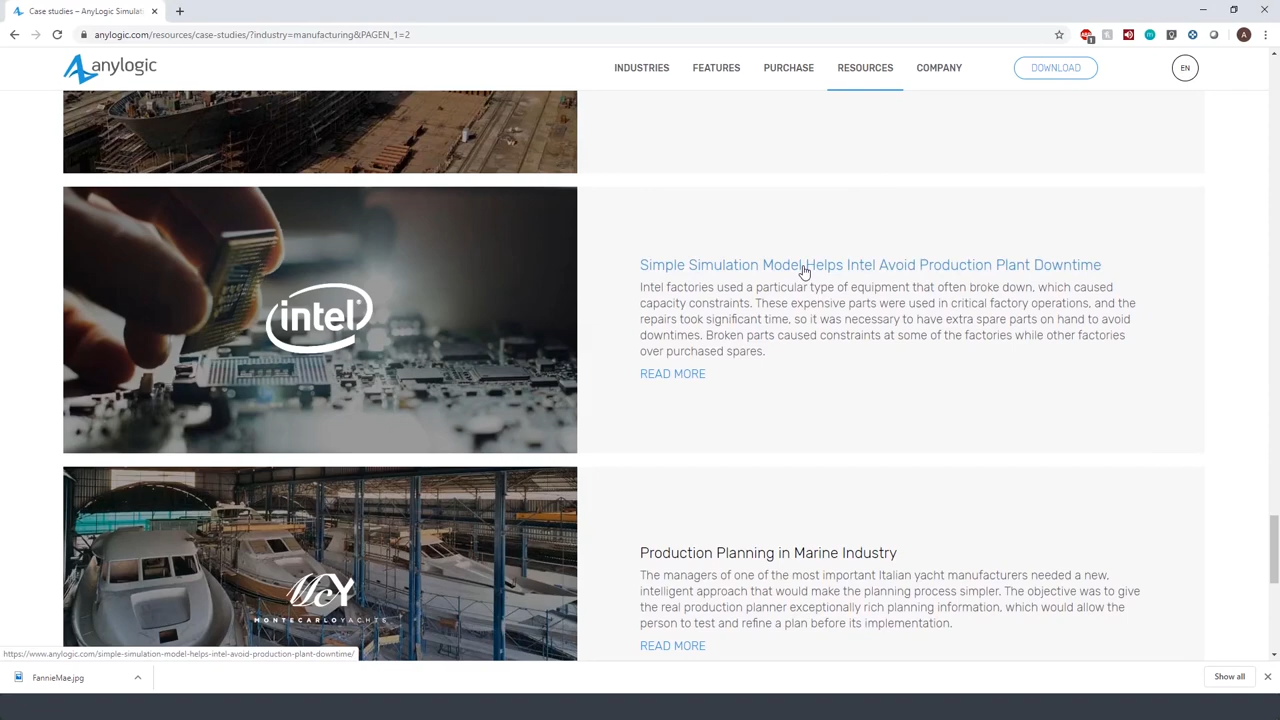 Case studies – AnyLogic Simulati
anylogic.com/resources/case-studies/?industry=manufacturing&PAGEN_1=2
ABP
1
A
anylogic
INDUSTRIES
FEATURES
PURCHASE
RESOURCES
COMPANY
DOWNLOAD
EN
intel
Simple Simulation Model Helps Intel Avoid Production Plant Downtime
Intel factories used a particular type of equipment that often broke down, which caused
capacity constraints. These expensive parts were used in critical factory operations, and the
repairs took significant time, so it was necessary to have extra spare parts on hand to avoid
downtimes. Broken parts caused constraints at some of the factories while other factories
over purchased spares.
READ MORE
McY
MONTECARLOYACHTS
Production Planning in Marine Industry
The managers of one of the most important Italian yacht manufacturers needed a new,
intelligent approach that would make the planning process simpler. The objective was to give
the real production planner exceptionally rich planning information, which would allow the
person to test and refine a plan before its implementation.
READ MORE
https://www.anylogic.com/simple-simulation-model-helps-intel-avoid-production-plant-downtime/
FannieMae.jpg
Show all